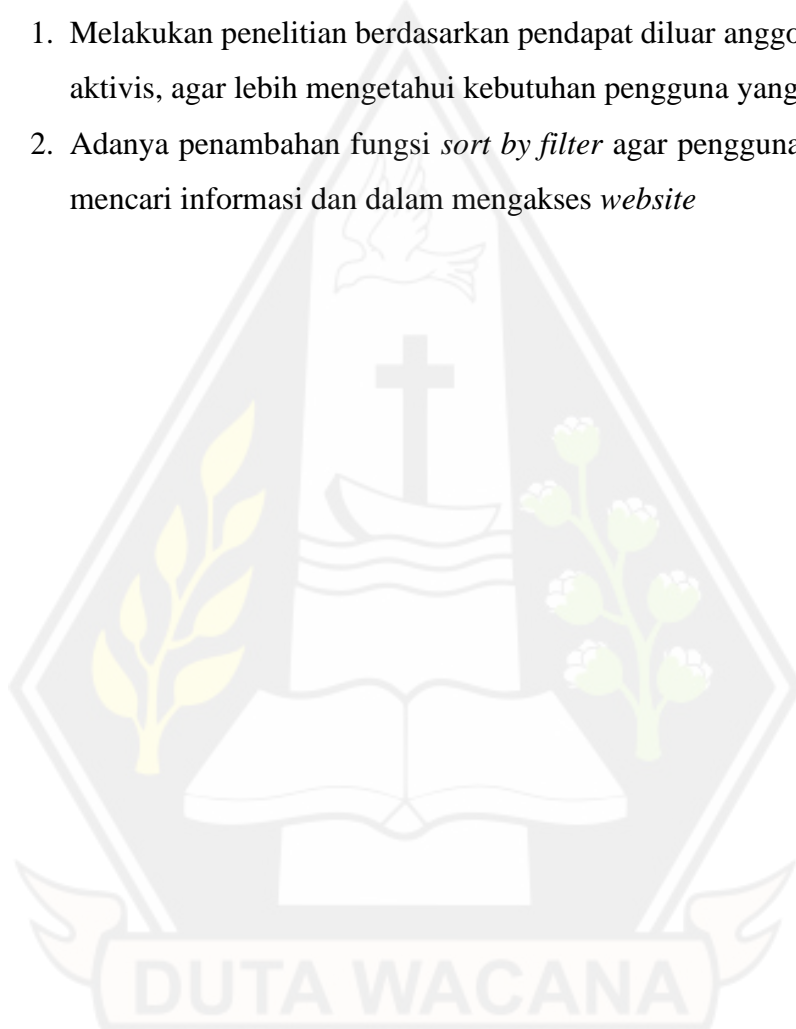 1. Melakukan penelitian berdasarkan pendapat diluar
aktivis, agar lebih mengetahui kebutuhan pengguna yang
2. Adanya penambahan fungsi sort by filter agar pengguna
mencari informasi dan dalam mengakses website
DUTA WACANA